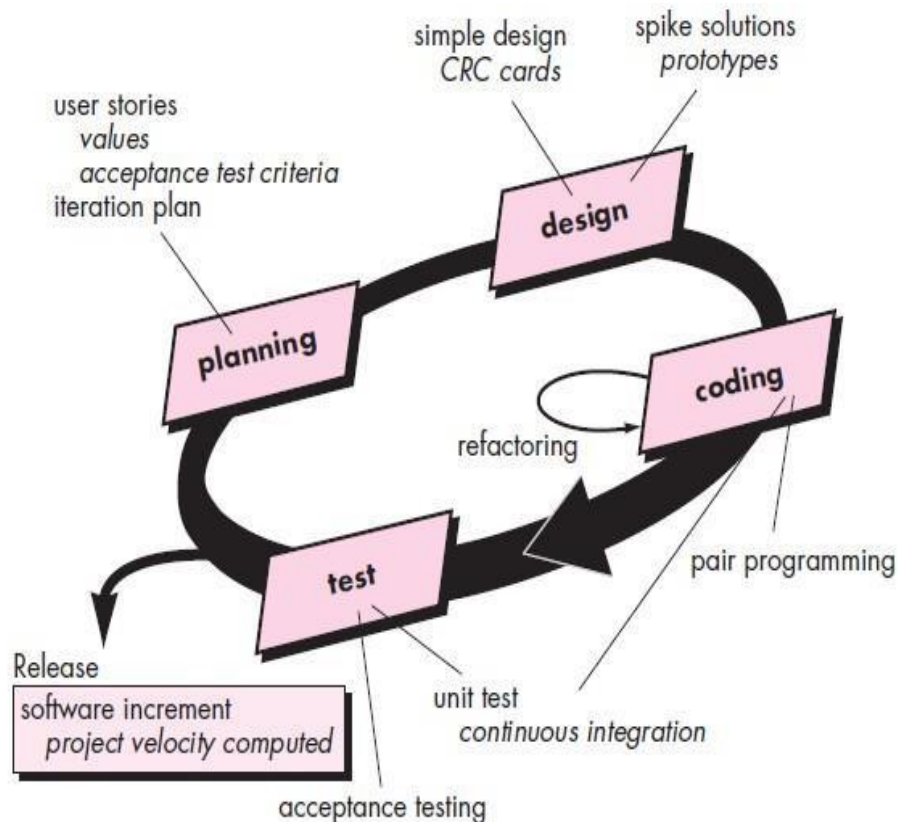 simple design
CRC cards
spike solutions
prototypes
user stories
values
acceptance test criteria
iteration plan
design
planning
coding
refactoring
pair programming
test
Release
software increment
project velocity computed
unit test
continuous integration
acceptance testing